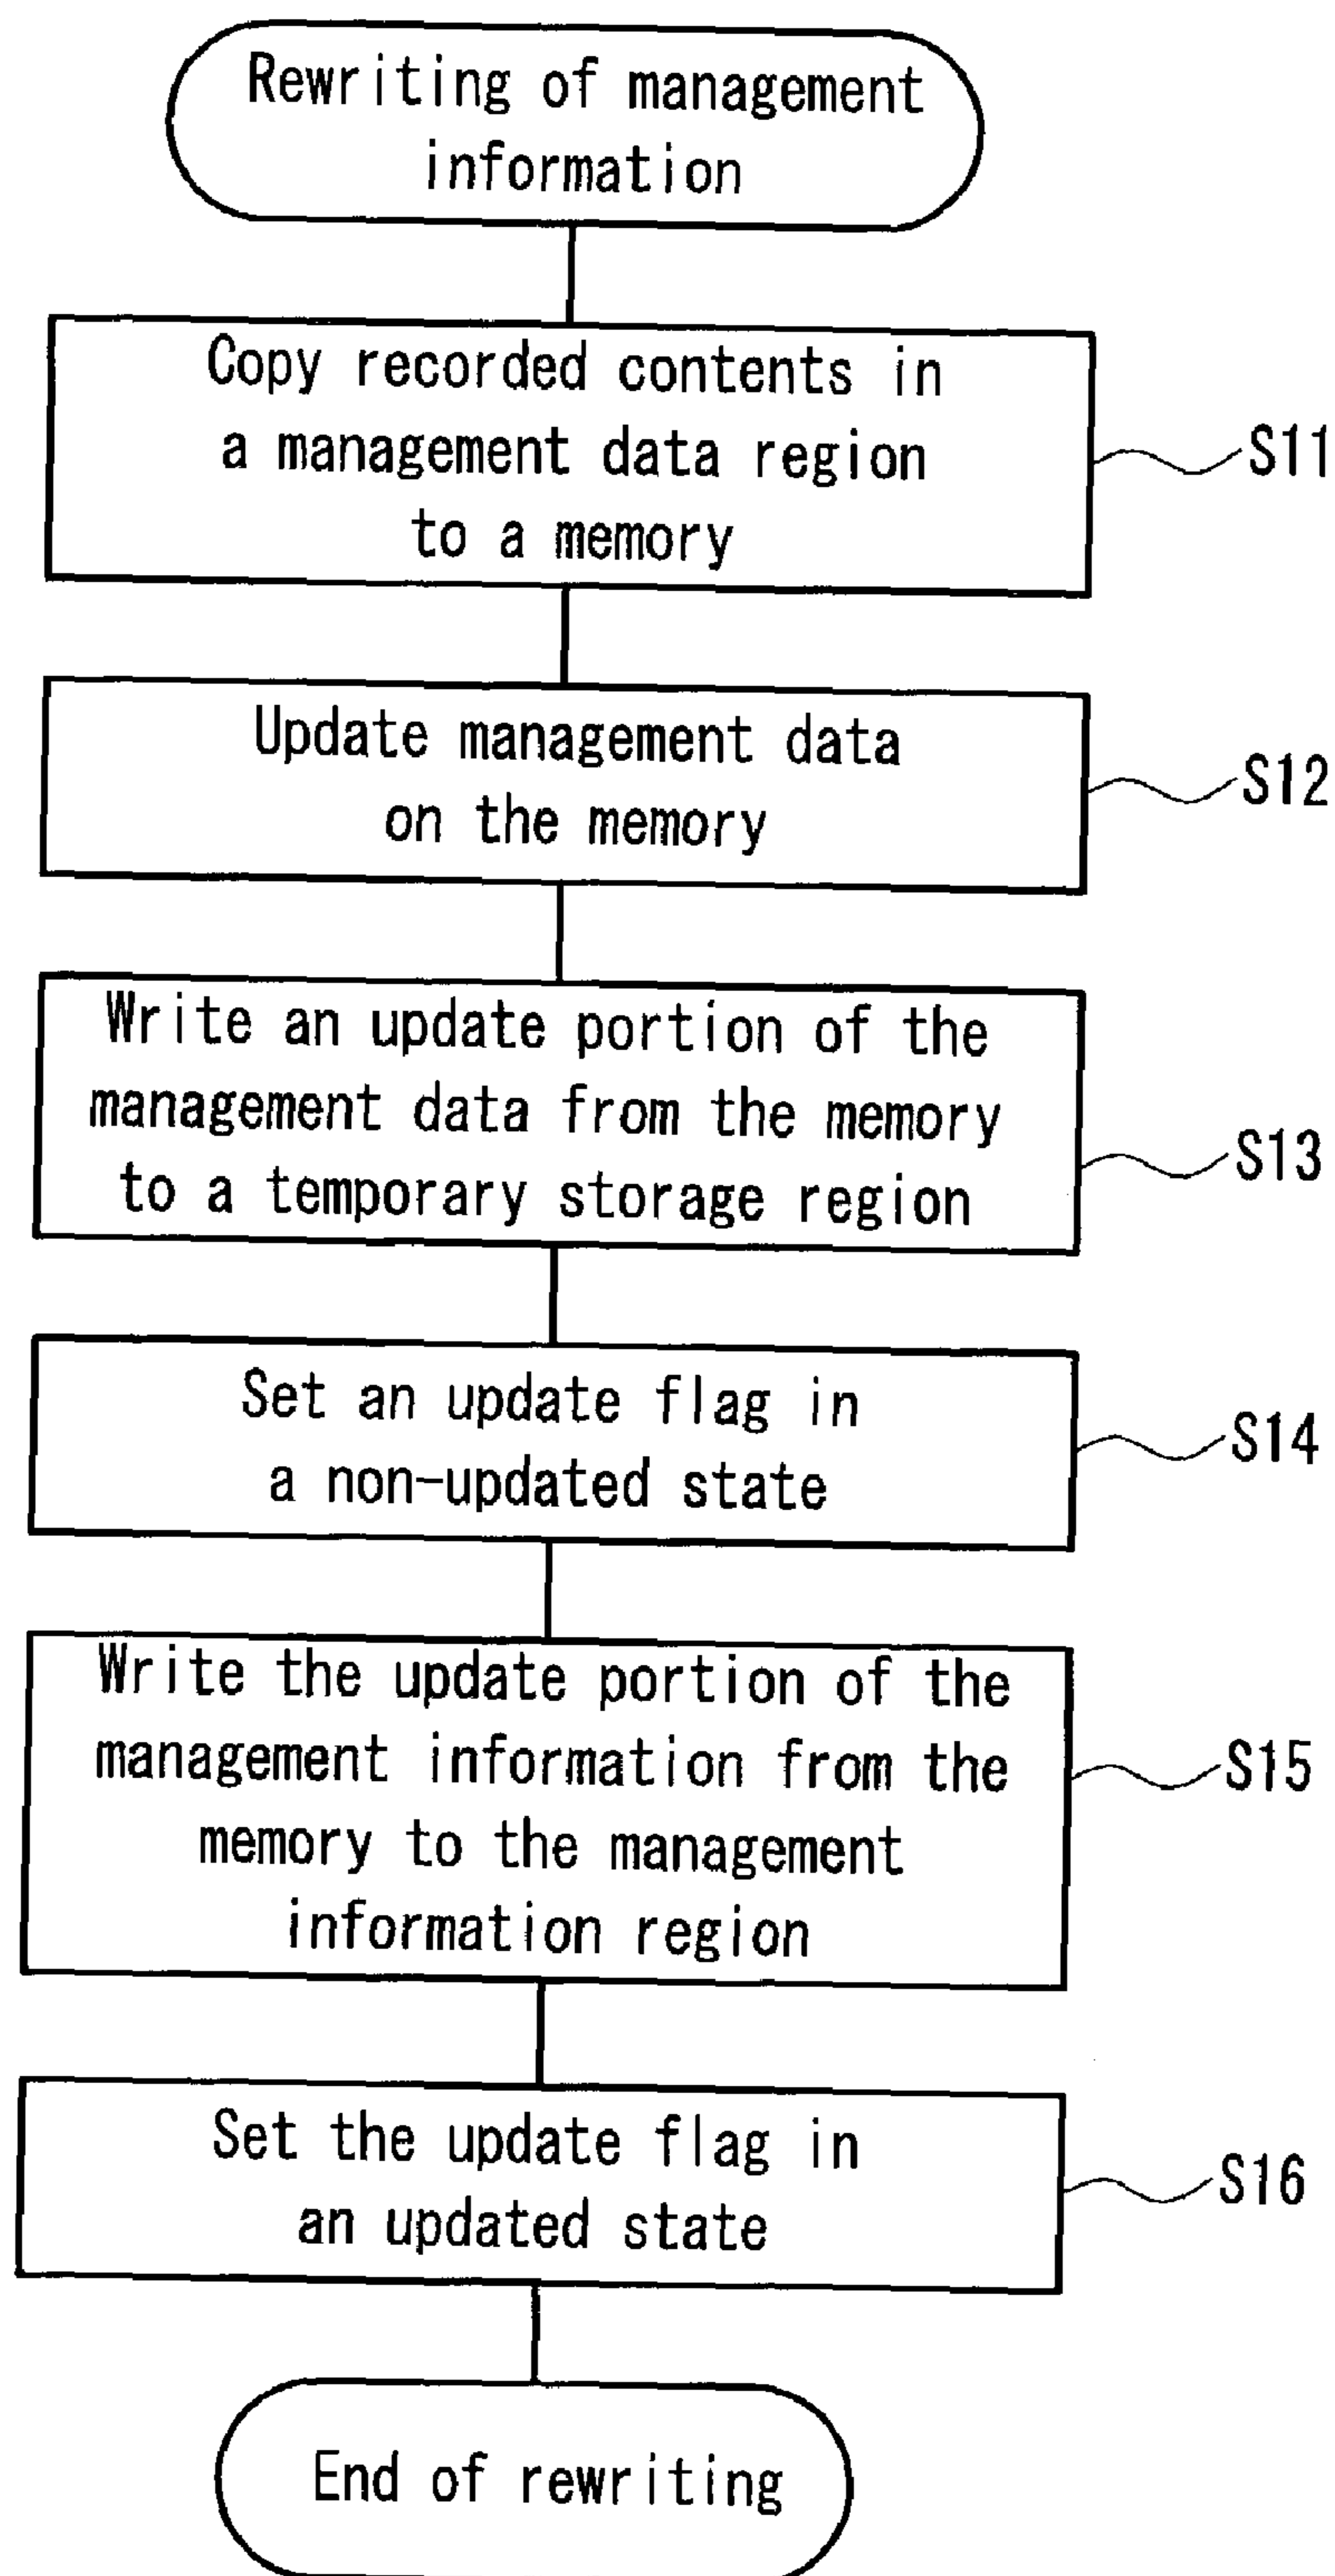 Rewriting of management
information
Copy recorded contents in
a management data region
to a memory
S11
Update management data
on the memory
S12
Write an update portion of the
management data from the memory
to a temporary storage region
S13
Set an update flag in
a non-updated state
S14
Write the update portion of the
management information from the
memory to the management
information region
S15
Set the update flag in
an updated state
S16
End of rewriting